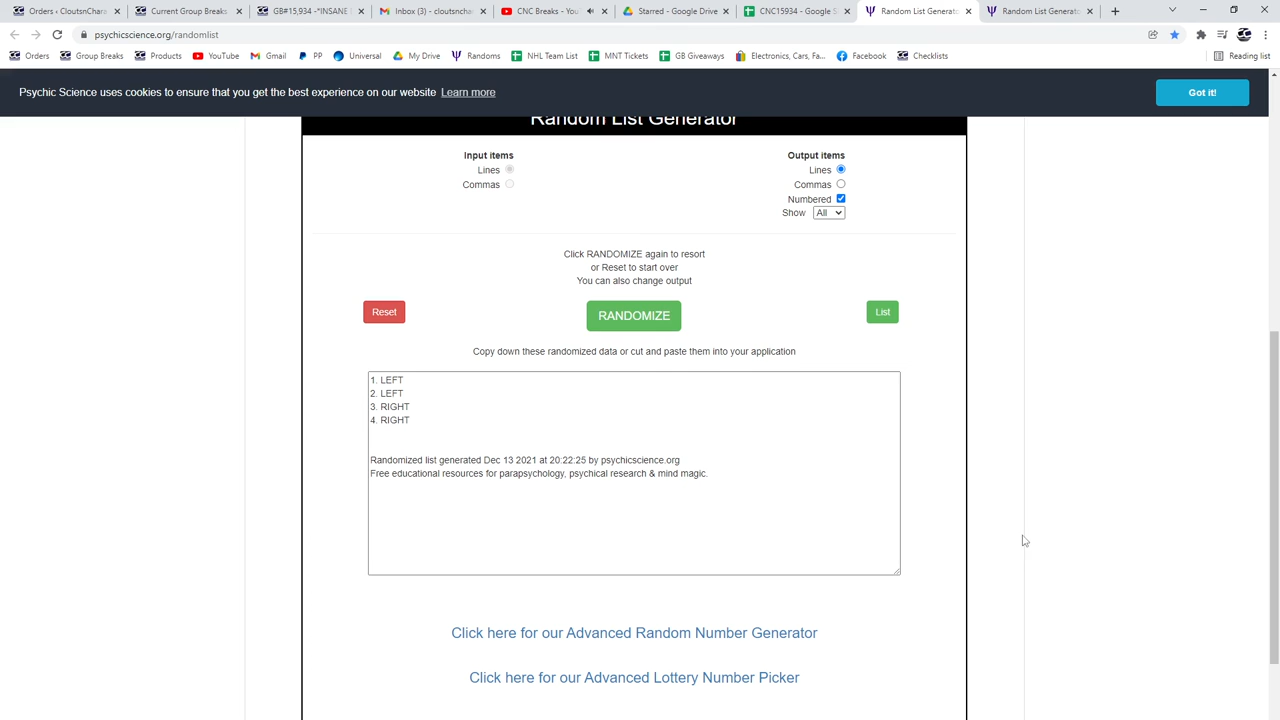 Orders ‹ CloutsnChara
Current Group Breaks
GB#15,934 -*INSANE
Inbox (3) - cloutsnchar
CNC Breaks - You
Starred - Google Drive
CNC15934 - Google S
Random List Generato
Random List Generato
psychicscience.org/randomlist
Orders
Group Breaks
Products
YouTube
Gmail
PP
Universal
My Drive
Randoms
NHL Team List
MNT Tickets
GB Giveaways
Electronics, Cars, Fa...
Facebook
Checklists
Reading list
Psychic Science uses cookies to ensure that you get the best experience on our website Learn more
Got it!
Random List Generator
Input items
Lines
Commas
Output items
Lines
Commas
Numbered
Show All
Click RANDOMIZE again to resort
or Reset to start over
You can also change output
Reset
RANDOMIZE
List
Copy down these randomized data or cut and paste them into your application
1. LEFT
2. LEFT
3. RIGHT
4. RIGHT
Randomized list generated Dec 13 2021 at 20:22:25 by psychicscience.org
Free educational resources for parapsychology, psychical research & mind magic.
Click here for our Advanced Random Number Generator
Click here for our Advanced Lottery Number Picker